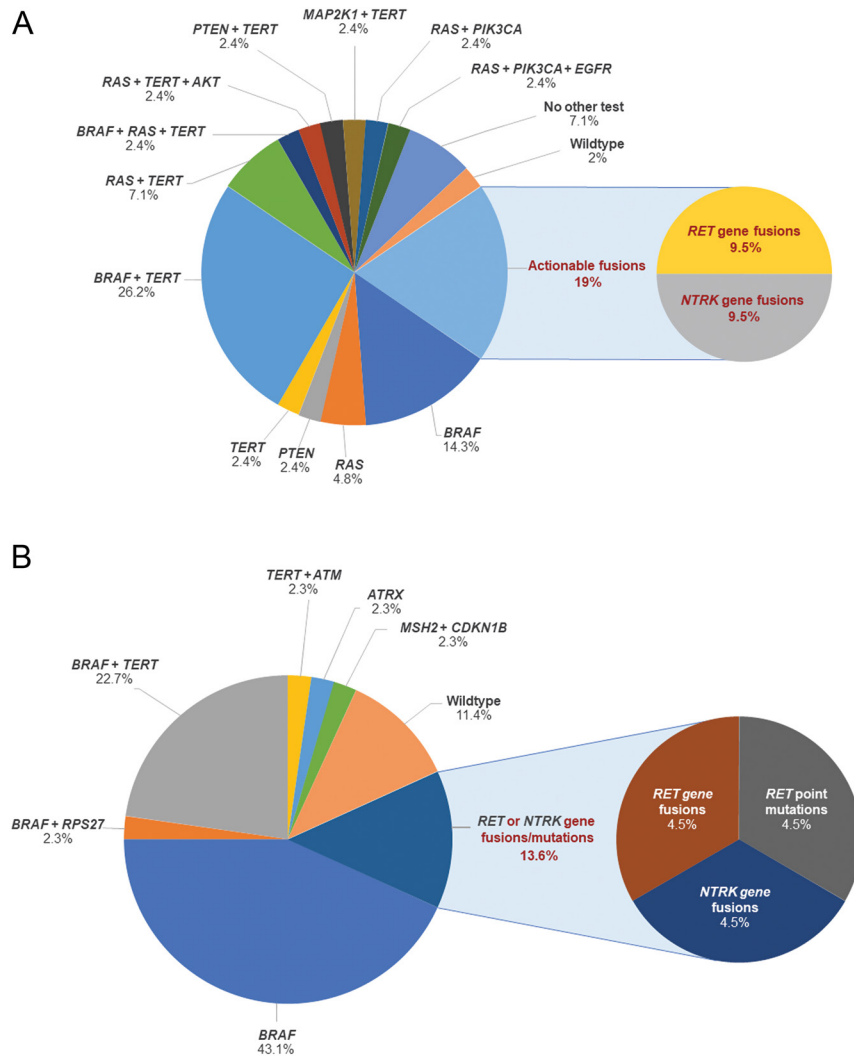 A
MAP2K1 + TERT
2.4%
PTEN + TERT
2.4%
RAS + PIK3CA
2.4%
RAS + TERT + AKT
2.4%
RAS + PIK3CA + EGFR
2.4%
No other test
7.1%
BRAF + RAS + TERT
2.4%
Wildtype
2%
RAS + TERT
7.1%
BRAF + TERT
26.2%
Actionable fusions
19%
RET gene fusions
9.5%
NTRK gene fusions
9.5%
TERT
2.4%
PTEN
2.4%
RAS
4.8%
BRAF
14.3%
B
TERT + ATM
2.3%
ATRX
2.3%
MSH2 + CDKN1B
2.3%
BRAF + TERT
22.7%
Wildtype
11.4%
BRAF + RPS27
2.3%
RET or NTRK gene
fusions/mutations
13.6%
RET gene
fusions
4.5%
RET point
mutations
4.5%
NTRK gene
fusions
4.5%
BRAF
43.1%